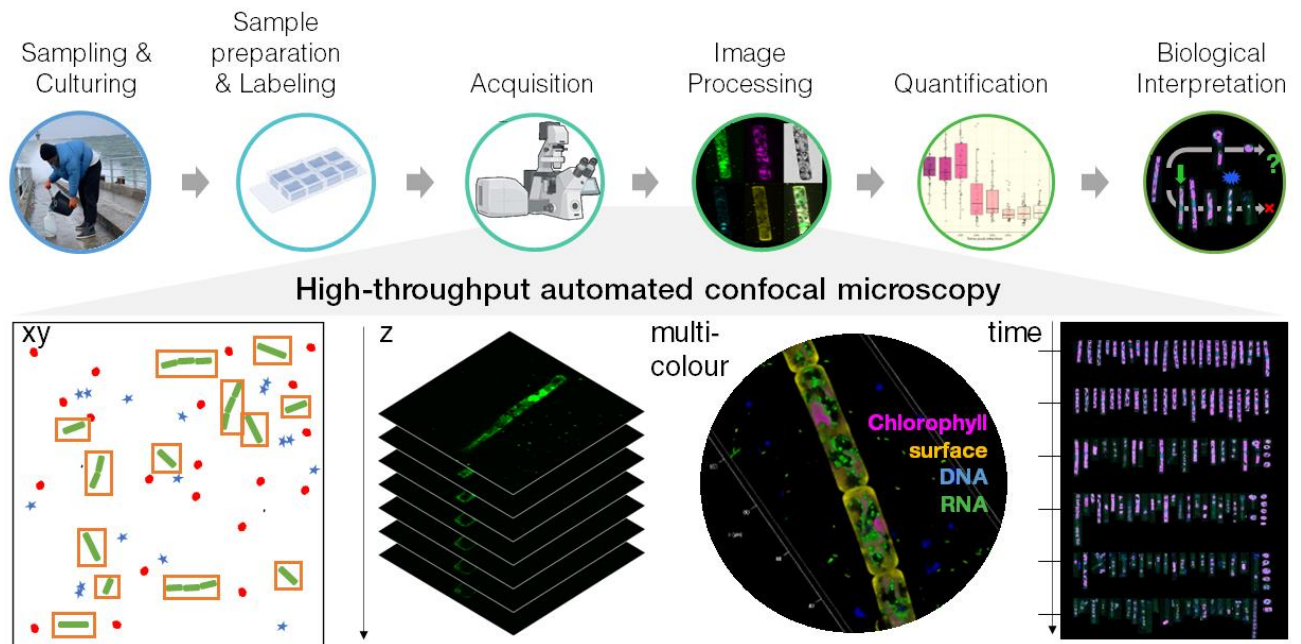 Sampling &
Culturing
Sample
preparation
& Labeling
Acquisition
Image
Processing
Quantification
Biological
Interpretation
?
High-throughput automated confocal microscopy
xy
z
multi-
colour
time
Chlorophyll
surface
DNA
RNA